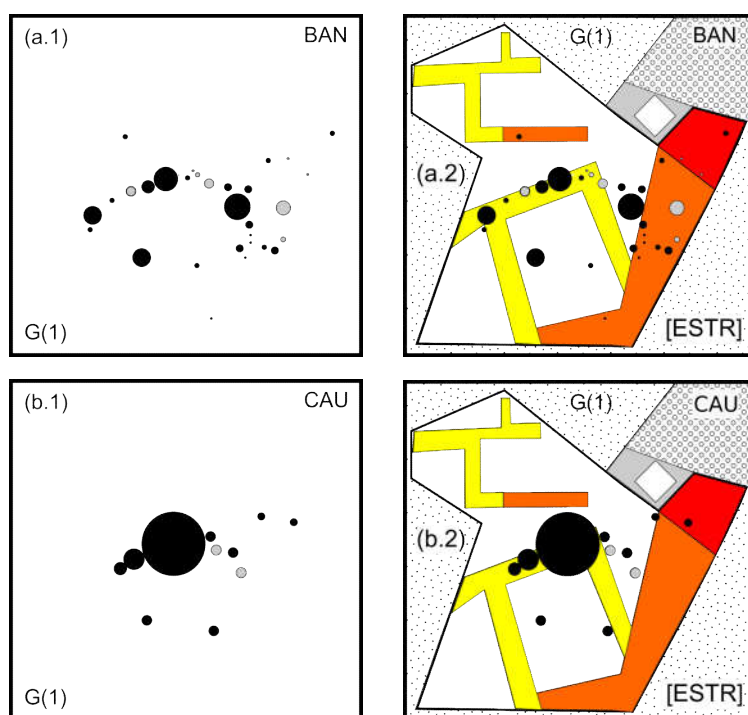 (a.1) BAN
G(1)
G(1) BAN
(a.2)
[ESTR]
(b.1) CAU
G(1)
G(1) CAU
(b.2)
[ESTR]